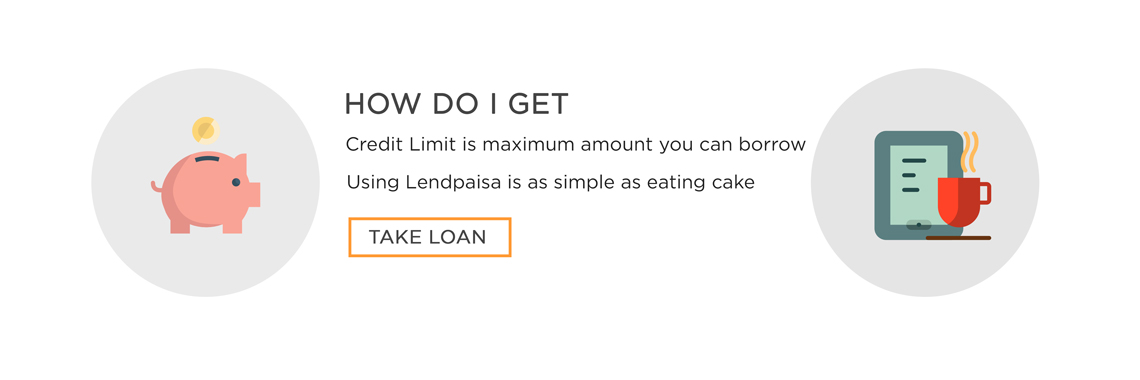 HOW DO I GET
Credit Limit is maximum amount you can borrow
Using Lendpaisa is as simple as eating cake
TAKE LOAN